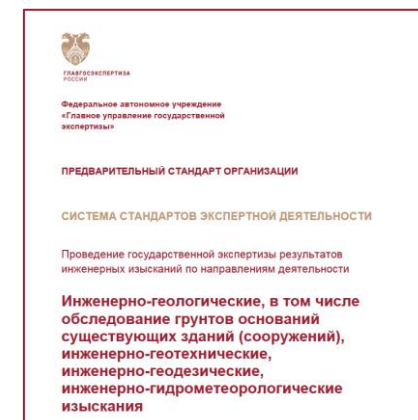 ГЛАВГОСЭКСПЕРТИЗА
РОССИИ
Федеральное автономное учреждение
«Главное управление государственной
экспертизы»
ПРЕДВАРИТЕЛЬНЫЙ СТАНДАРТ ОРГАНИЗАЦИИ
СИСТЕМА СТАНДАРТОВ ЭКСПЕРТНОЙ ДЕЯТЕЛЬНОСТИ
Проведение государственной экспертизы результатов
инженерных изысканий по направлениям деятельности
Инженерно-геологические, в том числе
обследование грунтов оснований
существующих зданий (сооружений),
инженерно-геотехнические,
инженерно-геодезические,
инженерно-гидрометеорологические
изыскания